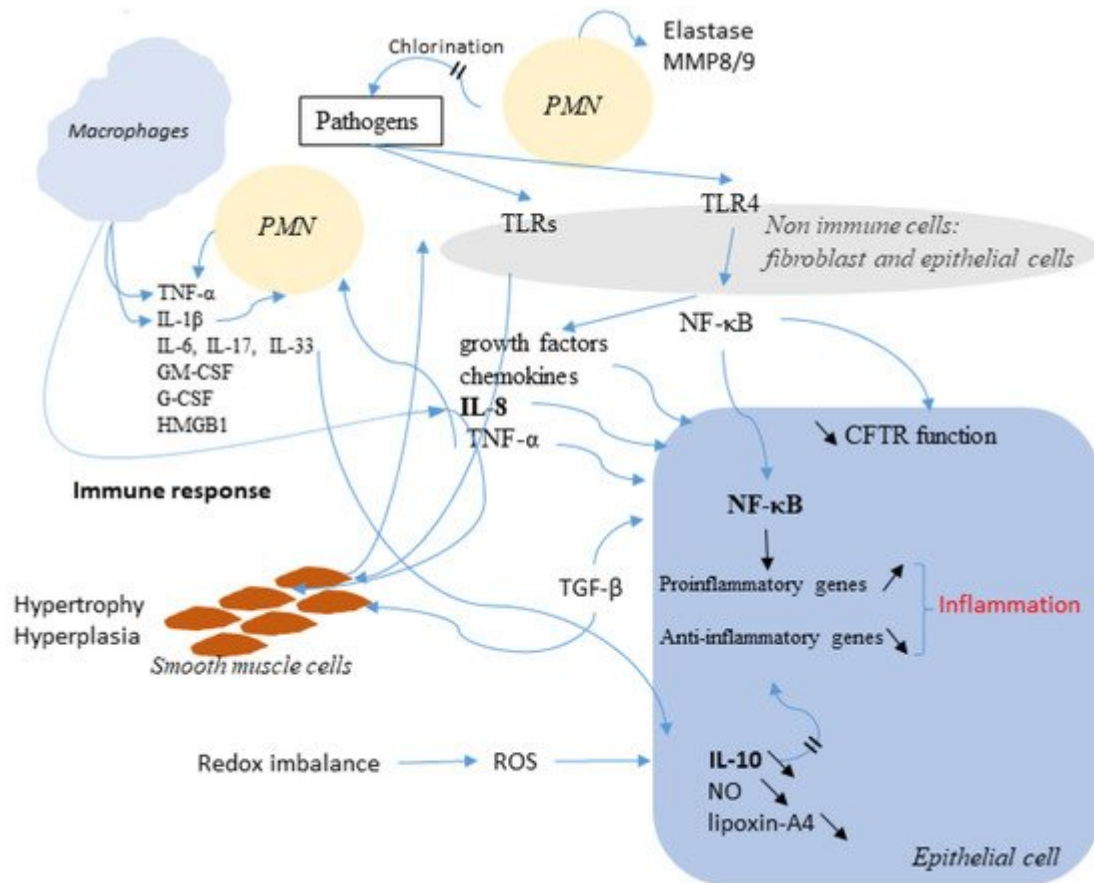 Elastase
MMP8/9
Chlorination
PMN
Pathogens
Macrophages
PMN
TLRs
TLR4
Non immune cells:
fibroblast and epithelial cells
TNF-α
IL-1β
IL-6, IL-17, IL-33
GM-CSF
G-CSF
HMGB1
NF-κB
growth factors
chemokines
IL-8
TNF-α
CFTR function
Immune response
NF-κB
TGF-β
Proinflammatory genes
Inflammation
Anti-inflammatory genes
Hypertrophy
Hyperplasia
Smooth muscle cells
Redox imbalance
ROS
IL-10
NO
lipoxin-A4
Epithelial cell